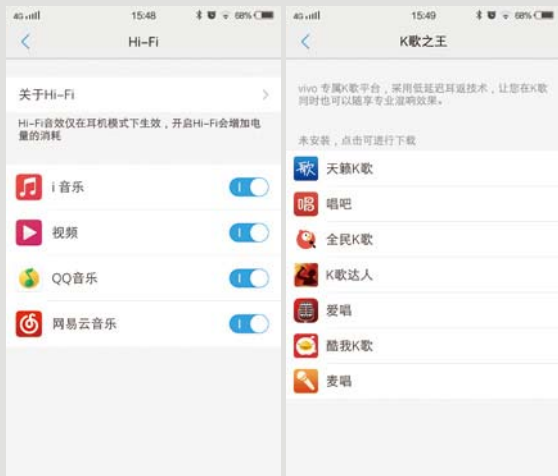 4G 15:48 68%
Hi-Fi
关于Hi-Fi
Hi-Fi音效仅在耳机模式下生效，开启Hi-Fi会增加电
量的消耗
i 音乐
视频
QQ音乐
网易云音乐
4G 15:49 68%
K歌之王
vivo 专属K歌平台，采用低延迟耳返技术，让您在K歌
同时也可以随享专业混响效果。
未安装，点击可进行下载
歌 天籁K歌
唱 唱吧
全民K歌
K歌达人
爱唱
酷我K歌
麦唱